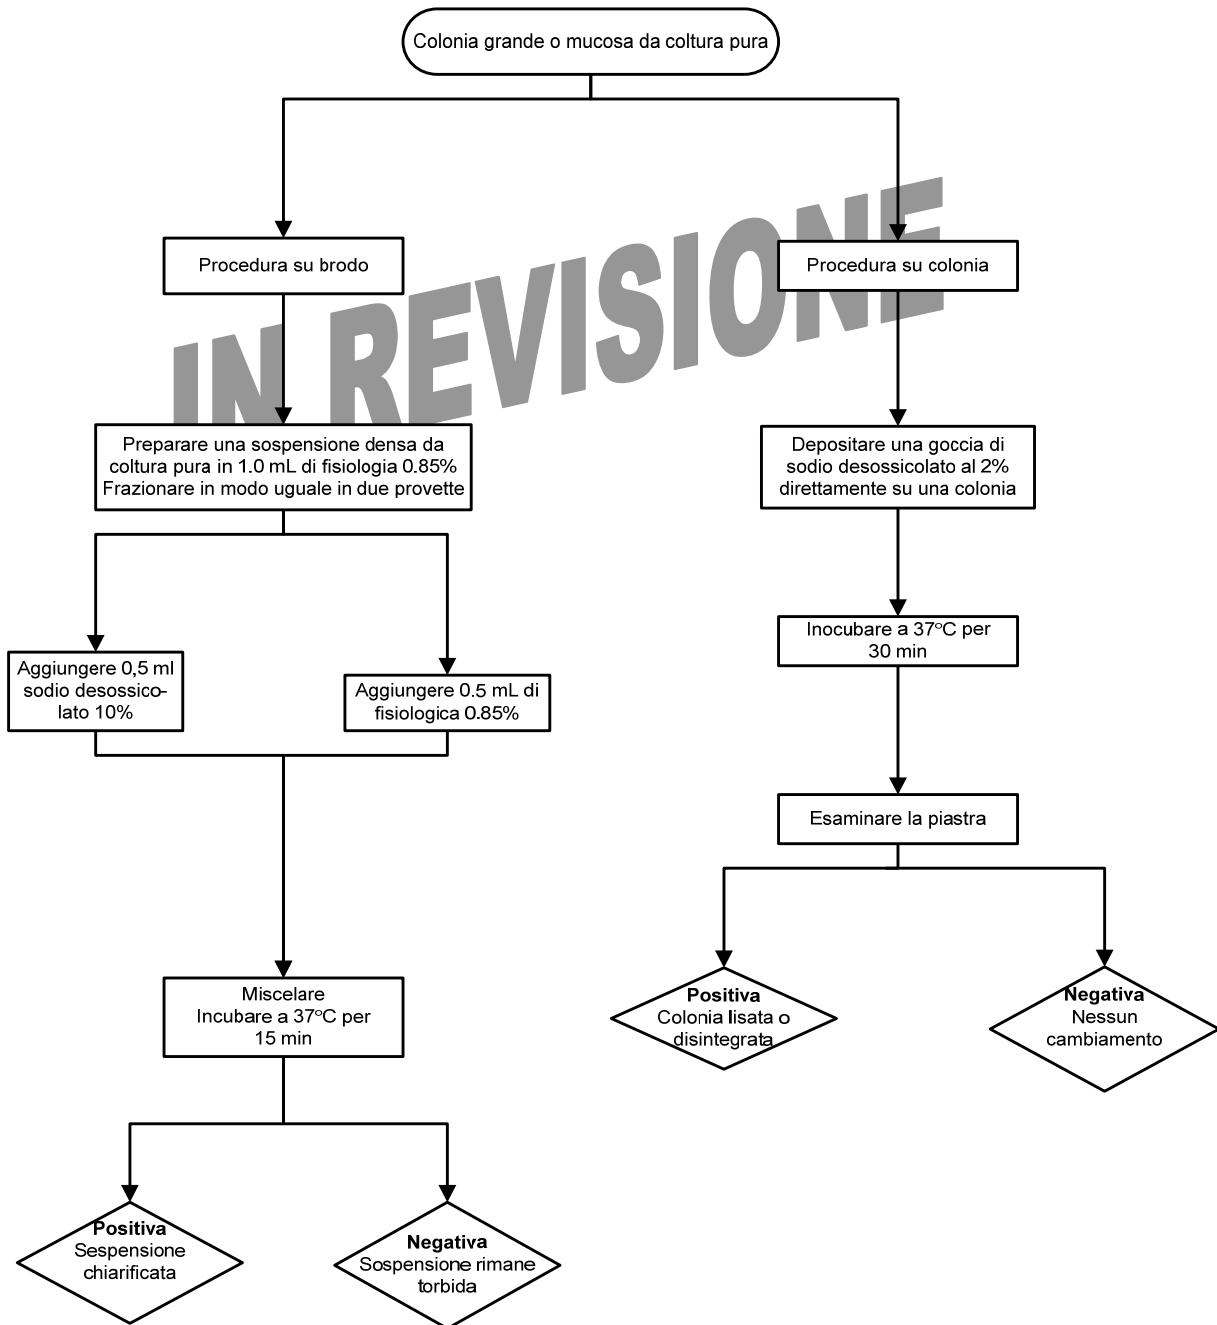 Colonia grande o mucosa da coltura pura
IN REVISIONE
Procedura su brodo
Procedura su colonia
Preparare una sospensione densa da
coltura pura in 1.0 mL di fisiologia 0.85%
Frazionare in modo uguale in due provette
Depositare una goccia di
sodio desossicolato al 2%
direttamente su una colonia
Aggiungere 0,5 ml
sodio desossico-
lato 10%
Aggiungere 0.5 mL di
fisiologica 0.85%
Inocubare a 37°C per
30 min
Esaminare la piastra
Miscelare
Incubare a 37°C per
15 min
Positiva
Colonia lisata o
disintegrata
Negativa
Nessun
cambiamento
Positiva
Sespensione
chiarificata
Negativa
Sospensione rimane
torbida